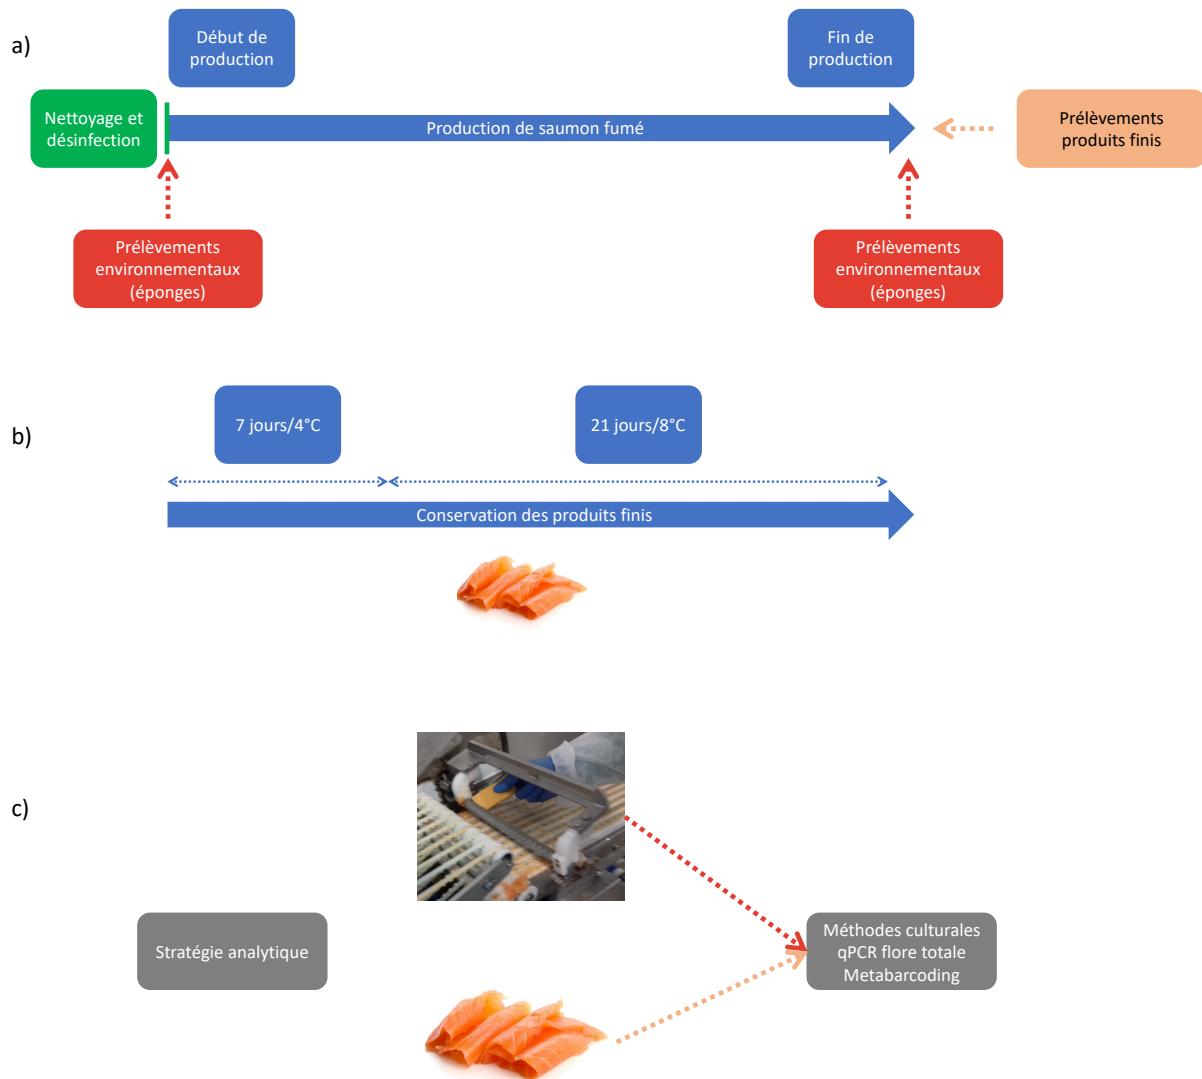 a)
Début de
production
Fin de
production
Nettoyage et
désinfection
Production de saumon fumé
Prélèvements
produits finis
Prélèvements
environnementaux
(éponges)
Prélèvements
environnementaux
(éponges)
b)
7 jours/4°C
21 jours/8°C
Conservation des produits finis
c)
Stratégie analytique
Méthodes culturales
qPCR flore totale
Metabarcoding